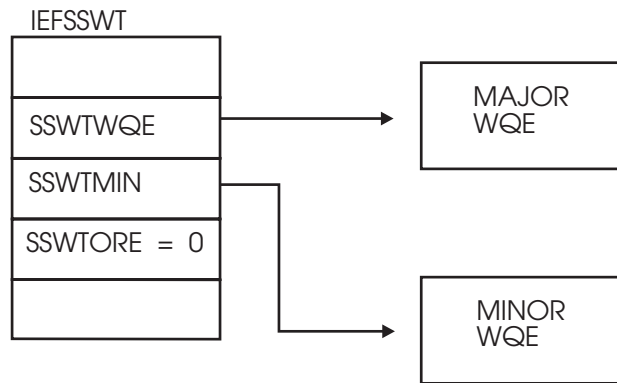 IEFSSWT
SSWTWQE
SSWTMIN
SSWTORE = 0
MAJOR
WQE
MINOR
WQE